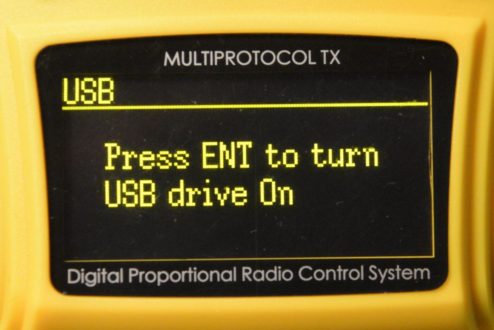 MULTIPROTOCOL TX
USB
Press ENT to turn
USB drive On
Digital Proportional Radio Control System